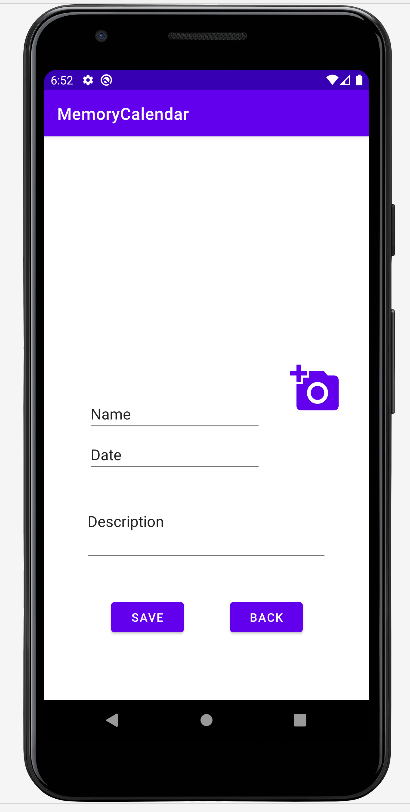 6:52
MemoryCalendar
Name
Date
Description
SAVE
BACK